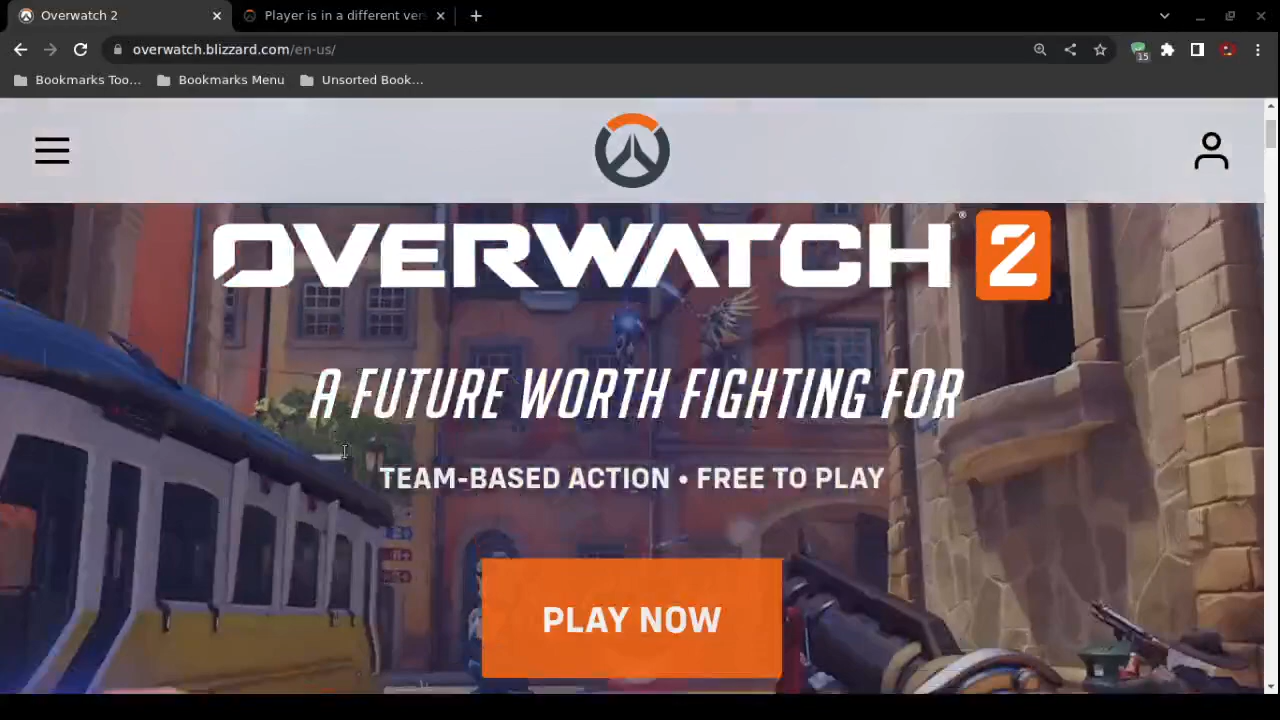 Overwatch 2
Player is in a different ver
overwatch.blizzard.com/en-us/
15
Bookmarks Too...
Bookmarks Menu
Unsorted Book...
OVERWATCH® 2
A FUTURE WORTH FIGHTING FOR
TEAM-BASED ACTION • FREE TO PLAY
PLAY NOW